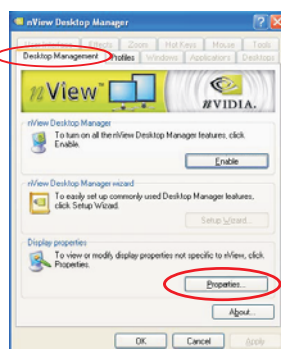 nView Desktop Manager
User Interface Effects Zoom Hot Keys Mouse Tools
Desktop Management Profiles Windows Applications Desktops
nView
NVIDIA.
nView Desktop Manager
To turn on all the nView Desktop Manager features, click
Enable.
Enable
nView Desktop Manager wizard
To easily set up commonly used Desktop Manager features,
click Setup Wizard.
Setup Wizard...
Display properties
To view or modify display properties not specific to nView, click
Properties.
Properties...
About...
OK Cancel Apply